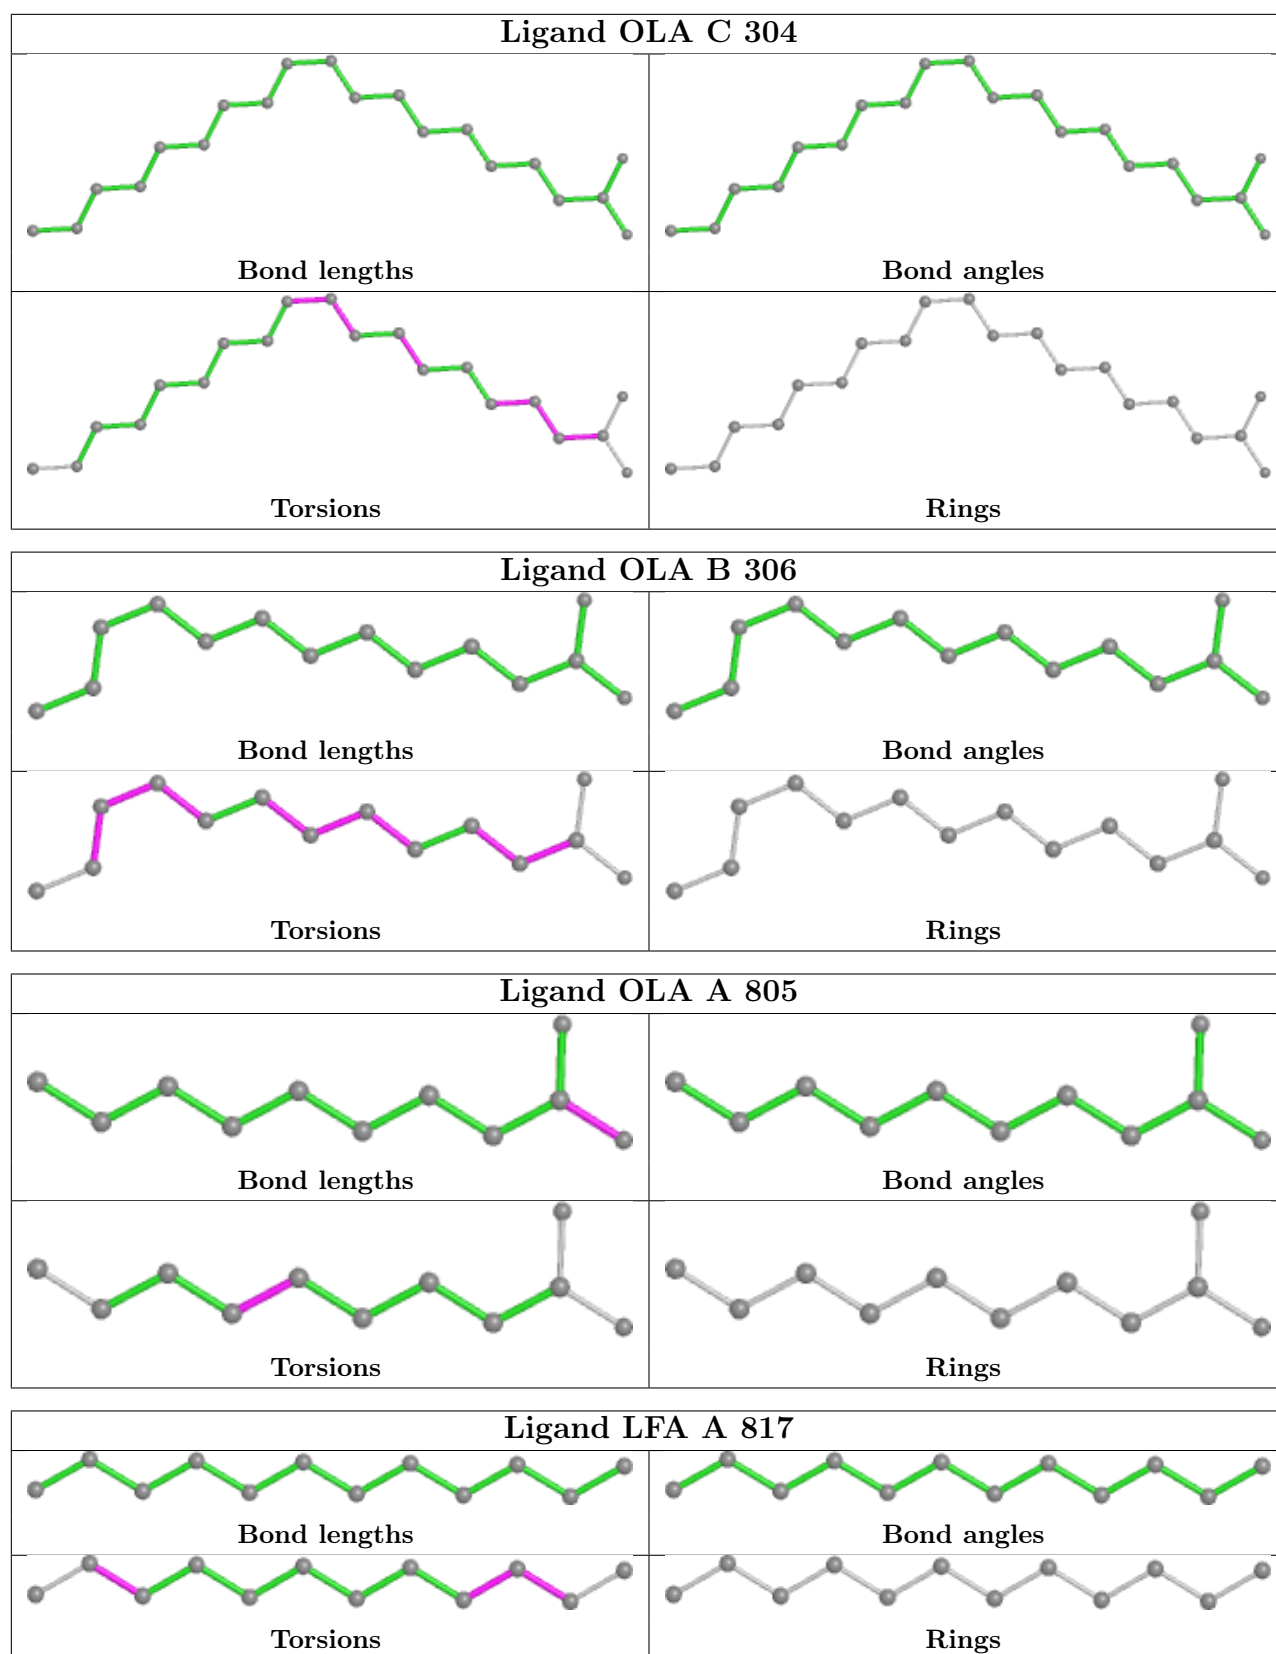 Ligand OLA C 304
Bond lengths
Bond angles
Torsions
Rings
Ligand OLA B 306
Bond lengths
Bond angles
Torsions
Rings
Ligand OLA A 805
Bond lengths
Bond angles
Torsions
Rings
Ligand LFA A 817
Bond lengths
Bond angles
Torsions
Rings